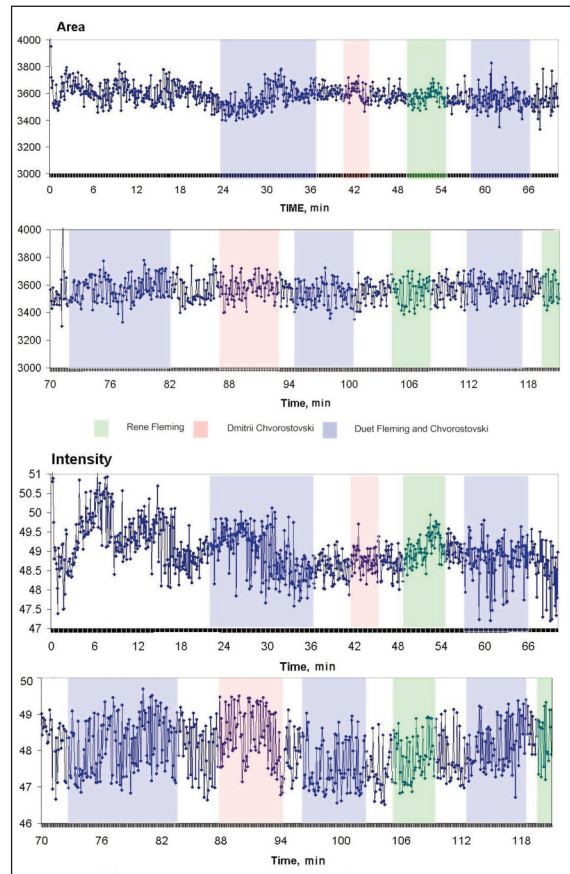 Area
4000
3800
3600
3400
3200
3000
0 6 12 18 24 30 36 42 48 54 60 66
TIME, min
4000
3800
3600
3400
3200
3000
70 76 82 88 94 100 106 112 118
Time, min
Rene Fleming Dmitrii Chvorostovski Duet Fleming and Chvorostovski
Intensity
51
50.5
50
49.5
49
48.5
48
47.5
47
0 6 12 18 24 30 36 42 48 54 60 66
Time, min
50
49
48
47
46
70 76 82 88 94 100 106 112 118
Time, min